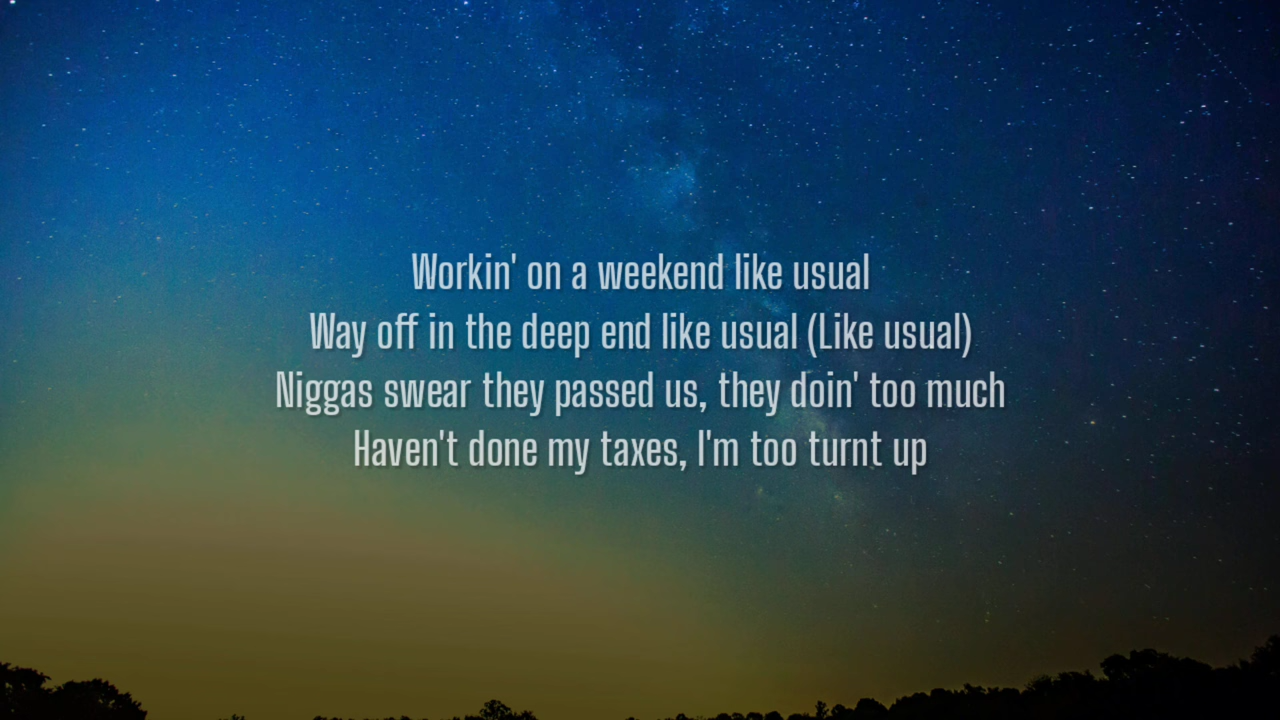 Workin' on a weekend like usual
Way off in the deep end like usual (Like usual)
Niggas swear they passed us, they doin' too much
Haven't done my taxes, I'm too turnt up